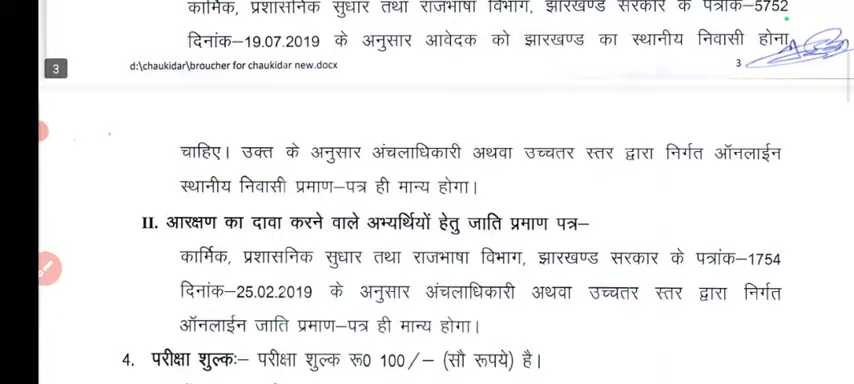 कार्मिक, प्रशासनिक सुधार तथा राजभाषा विभाग, झारखण्ड सरकार के पत्रांक–5752
दिनांक–19.07.2019 के अनुसार आवेदक को झारखण्ड का स्थानीय निवासी होना
3
d:\chaukidar\broucher for chaukidar new.docx
3
चाहिए। उक्त के अनुसार अंचलाधिकारी अथवा उच्चतर स्तर द्वारा निर्गत ऑनलाईन
स्थानीय निवासी प्रमाण–पत्र ही मान्य होगा।
II. आरक्षण का दावा करने वाले अभ्यर्थियों हेतु जाति प्रमाण पत्र–
कार्मिक, प्रशासनिक सुधार तथा राजभाषा विभाग, झारखण्ड सरकार के पत्रांक–1754
दिनांक–25.02.2019 के अनुसार अंचलाधिकारी अथवा उच्चतर स्तर द्वारा निर्गत
ऑनलाईन जाति प्रमाण–पत्र ही मान्य होगा।
4. परीक्षा शुल्कः– परीक्षा शुल्क रू0 100/– (सौ रूपये) है।